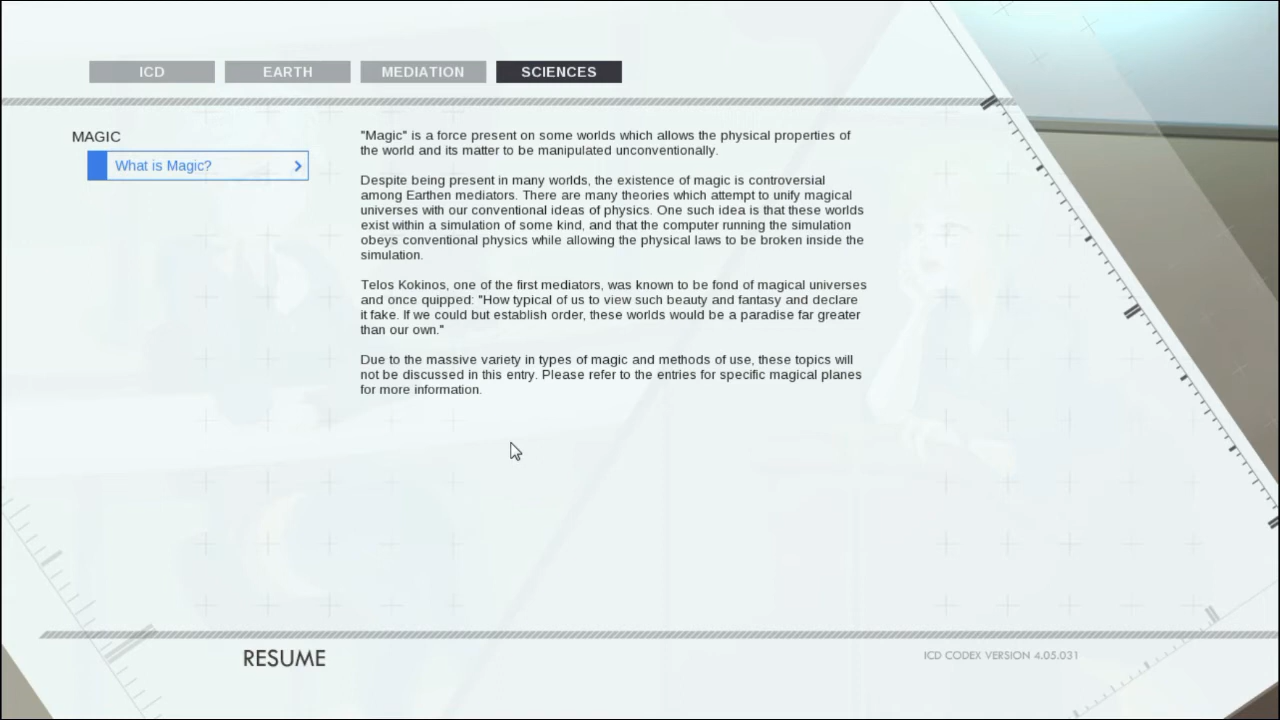 ICD
EARTH
MEDIATION
SCIENCES
MAGIC
What is Magic?
"Magic" is a force present on some worlds which allows the physical properties of
the world and its matter to be manipulated unconventionally.
Despite being present in many worlds, the existence of magic is controversial
among Earthen mediators. There are many theories which attempt to unify magical
universes with our conventional ideas of physics. One such idea is that these worlds
exist within a simulation of some kind, and that the computer running the simulation
obeys conventional physics while allowing the physical laws to be broken inside the
simulation.
Telos Kokinos, one of the first mediators, was known to be fond of magical universes
and once quipped: "How typical of us to view such beauty and fantasy and declare
it fake. If we could but establish order, these worlds would be a paradise far greater
than our own."
Due to the massive variety in types of magic and methods of use, these topics will
not be discussed in this entry. Please refer to the entries for specific magical planes
for more information.
RESUME
ICD CODEX VERSION 4.05.031